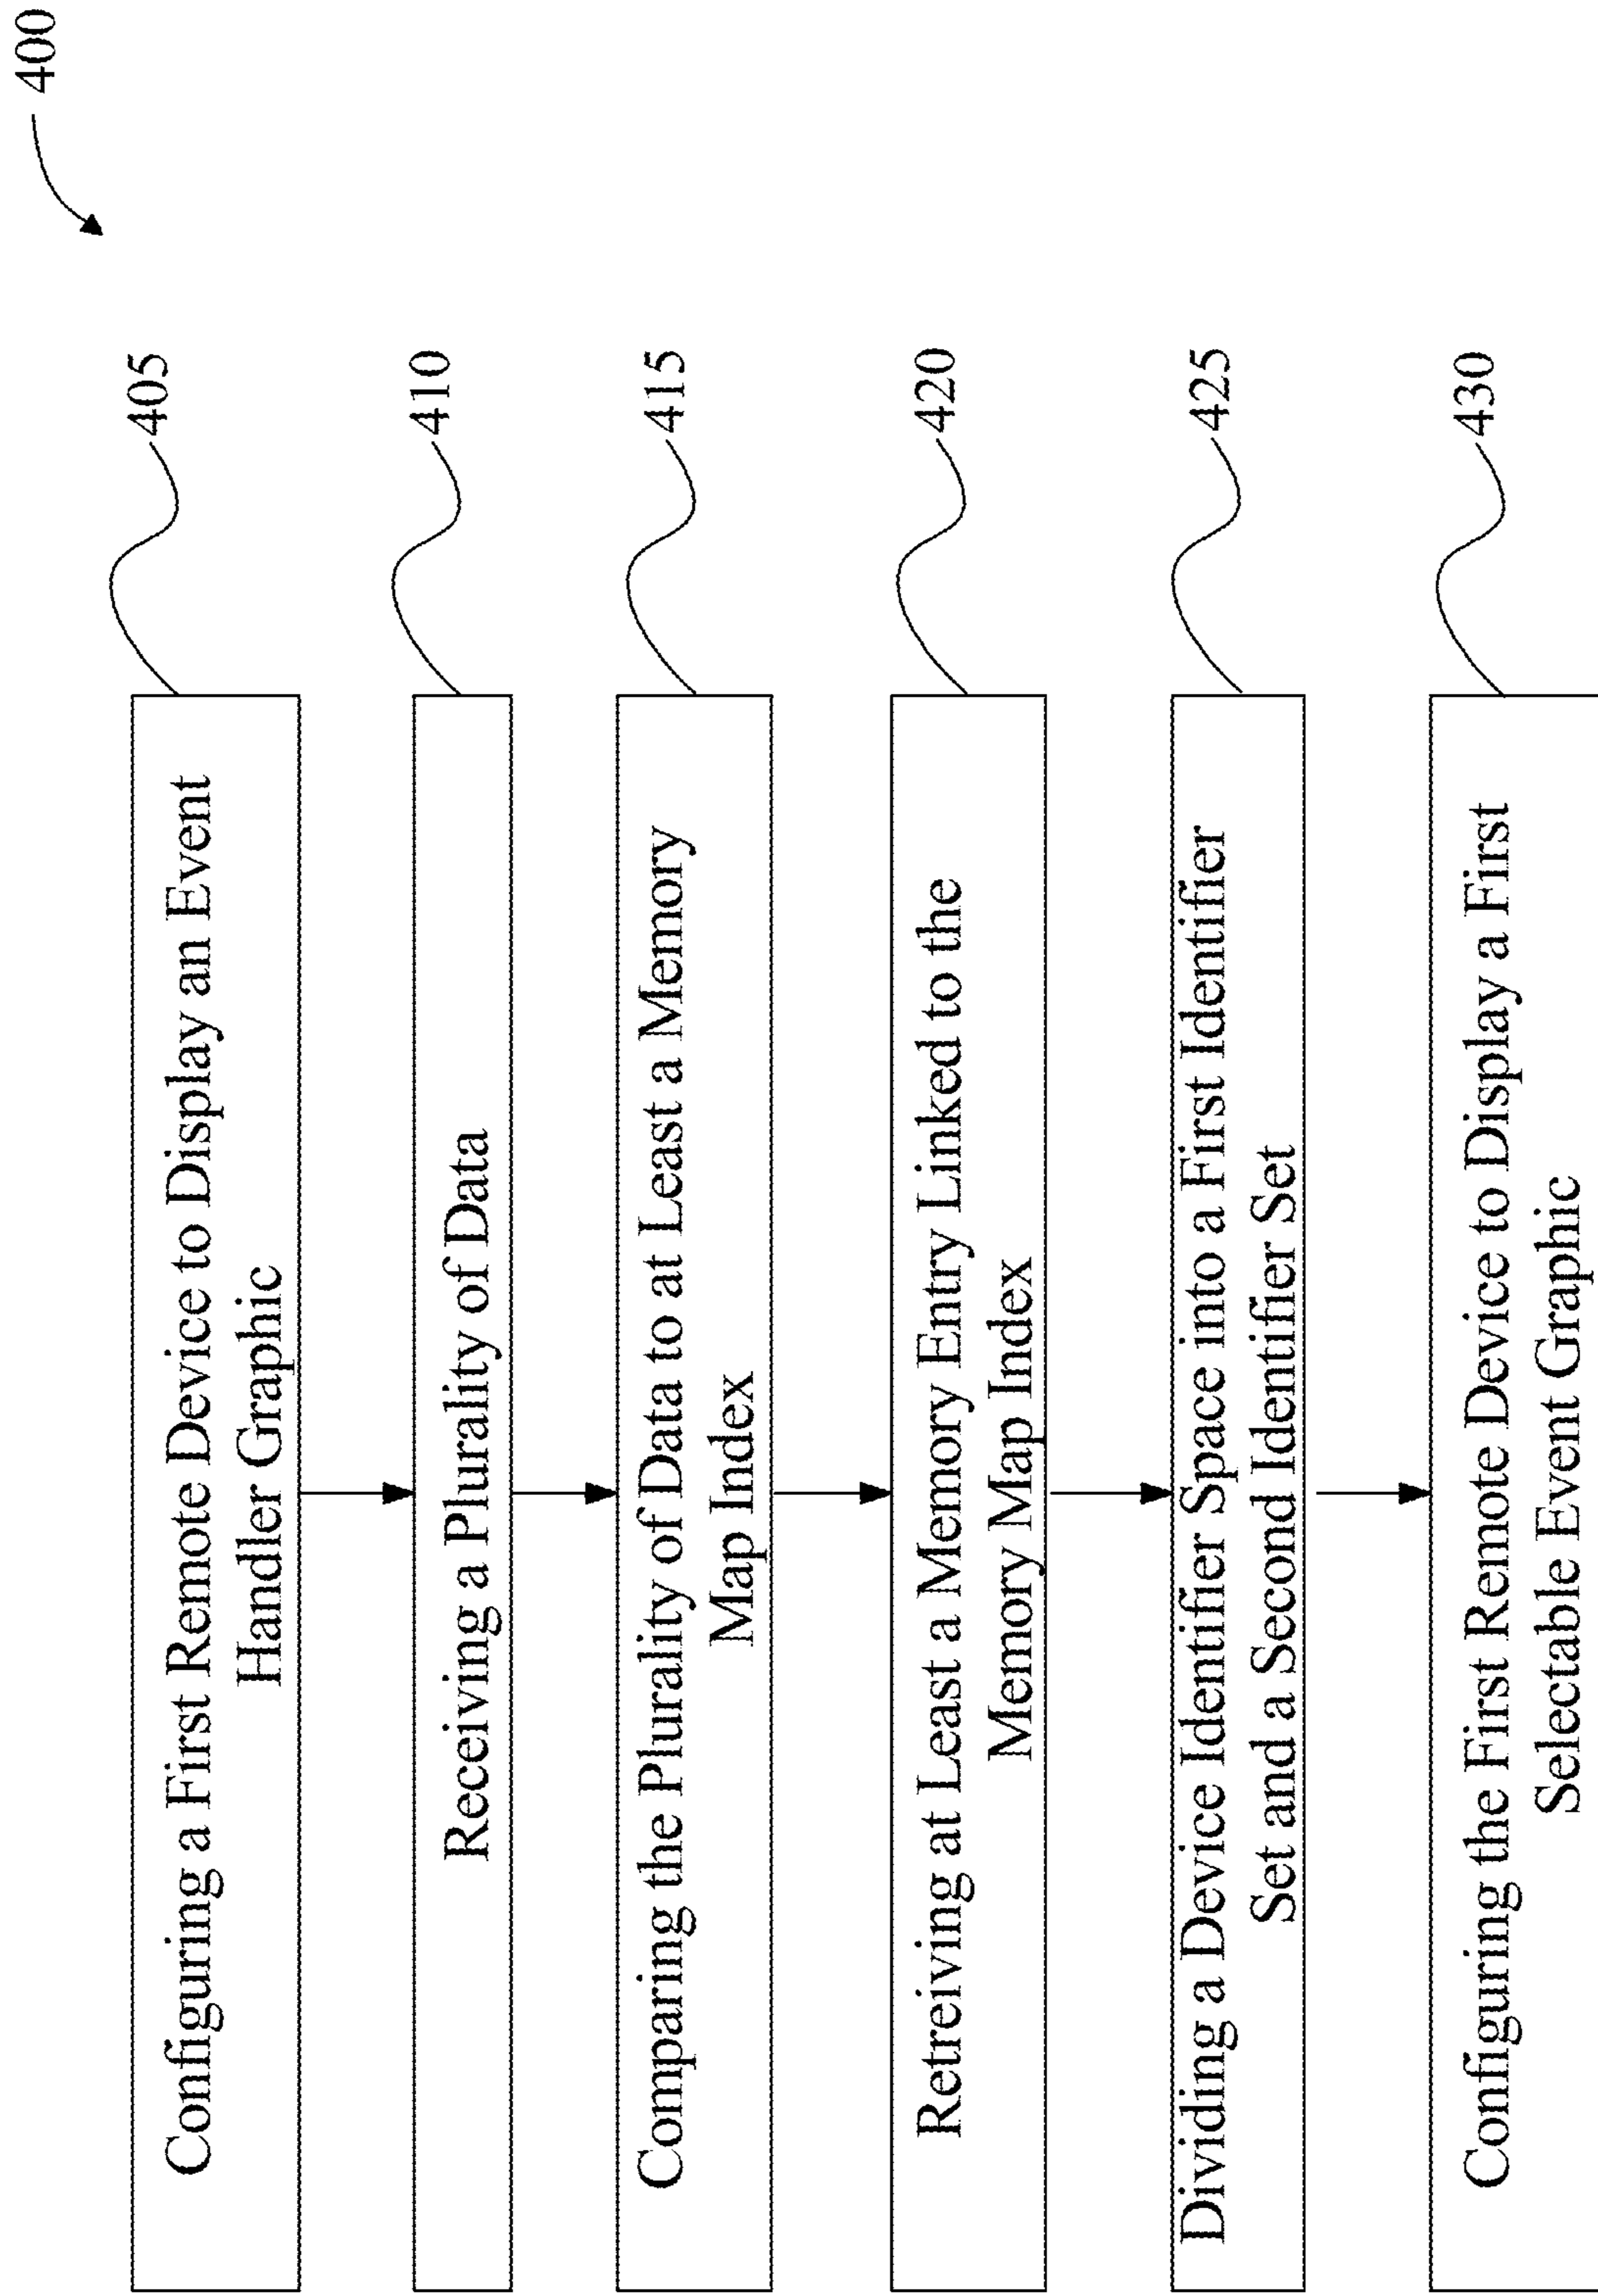 400
Configuring a First Remote Device to Display an Event
Handler Graphic
405
Receiving a Plurality of Data
410
Comparing the Plurality of Data to at Least a Memory
Map Index
415
Retreiving at Least a Memory Entry Linked to the
Memory Map Index
420
Dividing a Device Identifier Space into a First Identifier
Set and a Second Identifier Set
425
Configuring the First Remote Device to Display a First
Selectable Event Graphic
430